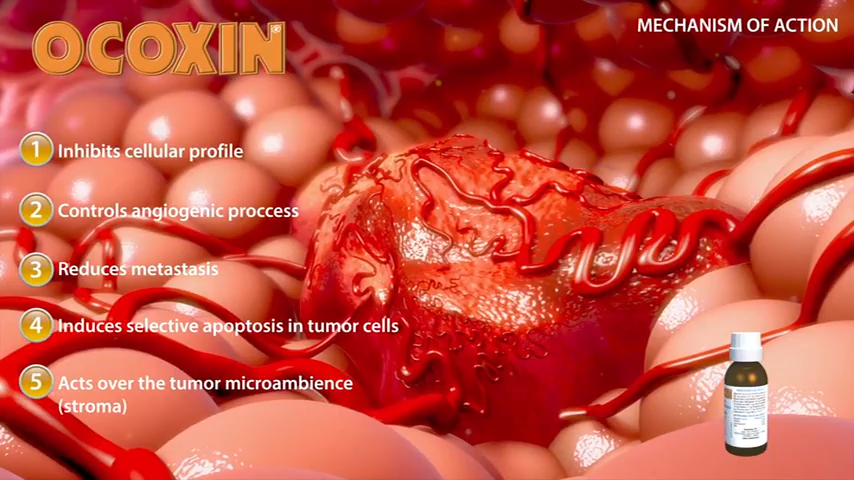 OCOXIN®
MECHANISM OF ACTION
1 Inhibits cellular profile
2 Controls angiogenic proccess
3 Reduces metastasis
4 Induces selective apoptosis in tumor cells
5 Acts over the tumor microambience
(stroma)